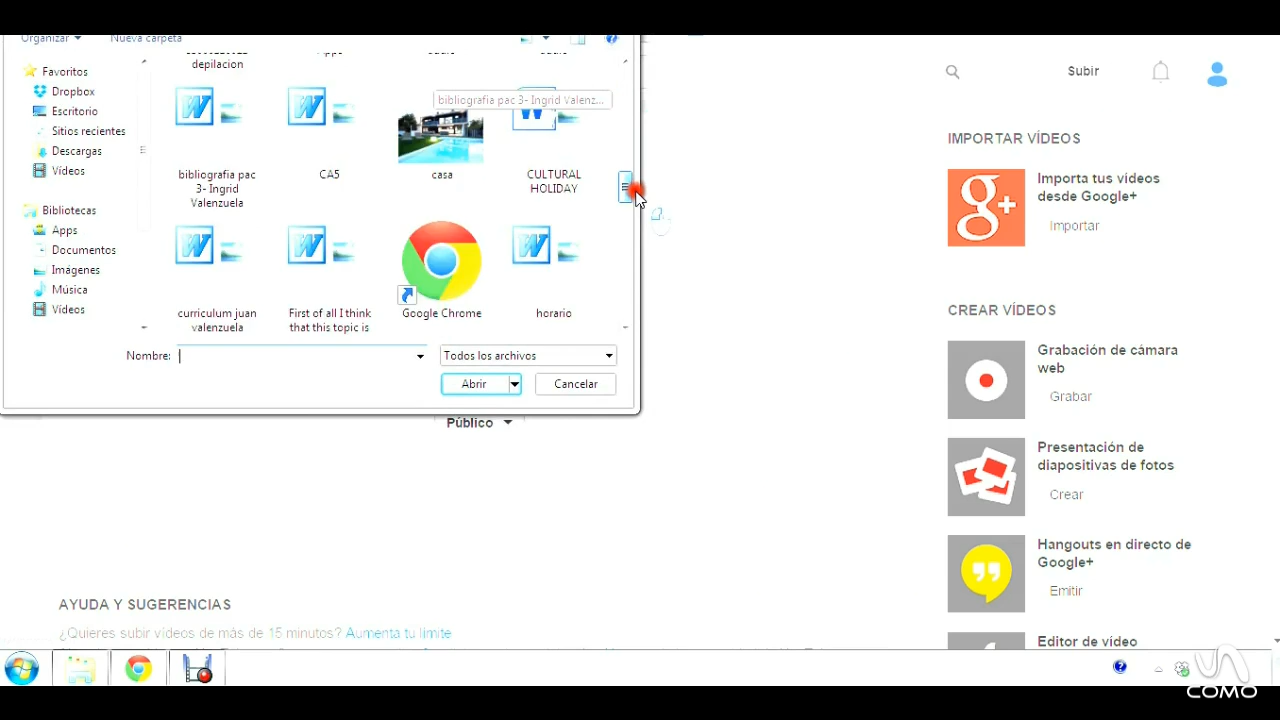 Organizar
Nueva carpeta
depilacion
Favoritos
Dropbox
Escritorio
Sitios recientes
Descargas
Vídeos
Bibliotecas
Apps
Documentos
Imágenes
Música
Vídeos
bibliografia pac 3- Ingrid Valenz...
bibliografia pac
3- Ingrid
Valenzuela
CA5
casa
CULTURAL
HOLIDAY
curriculum juan
valenzuela
First of all I think
that this topic is
Google Chrome
horario
Nombre:
Todos los archivos
Abrir
Cancelar
Público
Subir
IMPORTAR VÍDEOS
Importa tus vídeos
desde Google+
Importar
CREAR VÍDEOS
Grabación de cámara
web
Grabar
Presentación de
diapositivas de fotos
Crear
Hangouts en directo de
Google+
Emitir
Editor de vídeo
AYUDA Y SUGERENCIAS
¿Quieres subir vídeos de más de 15 minutos? Aumenta tu límite
COMO